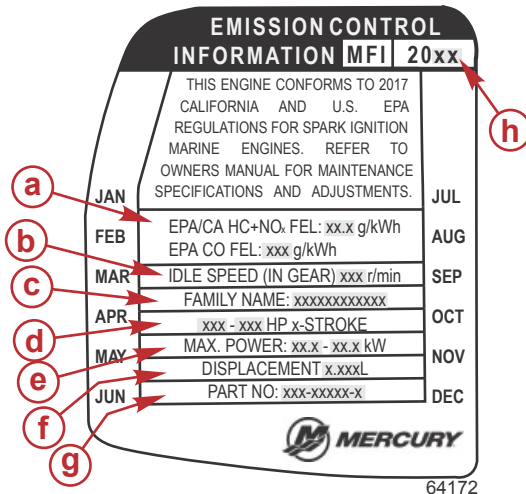 EMISSION CONTROL
INFORMATION MFI 20xx
THIS ENGINE CONFORMS TO 2017
CALIFORNIA AND U.S. EPA
REGULATIONS FOR SPARK IGNITION
MARINE ENGINES. REFER TO
OWNERS MANUAL FOR MAINTENANCE
SPECIFICATIONS AND ADJUSTMENTS.
h
a
JAN
JUL
EPA/CA HC+NOx FEL: xx.x g/kWh
FEB
AUG
EPA CO FEL: xxx g/kWh
b
MAR
IDLE SPEED (IN GEAR) xxx r/min
SEP
c
FAMILY NAME: xxxxxxxxxxxx
APR
OCT
d
xxx - xxx HP x-STROKE
MAX. POWER: xx.x - xx.x kW
MAY
NOV
e
DISPLACEMENT x.xxxL
JUN
PART NO: xxx-xxxxx-x
DEC
f
g
MERCURY
64172